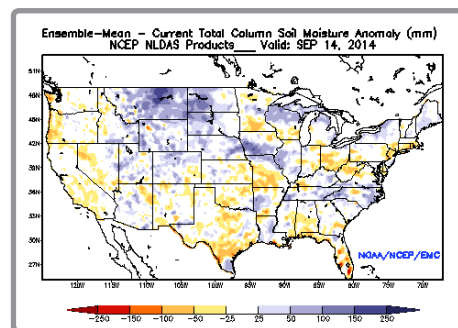 Ensemble-Mean - Current Total Column Soil Moisture Anomaly (mm)
NCEP NLDAS Products___ Valid: SEP 14, 2014
51N
48N
45N
42N
39N
36N
33N
30N
27N
NOAA/NCEP/EMC
120W 115W 110W 105W 100W 95W 90W 85W 80W 75W 70W
-250 -150 -100 -50 -25 25 50 100 150 250